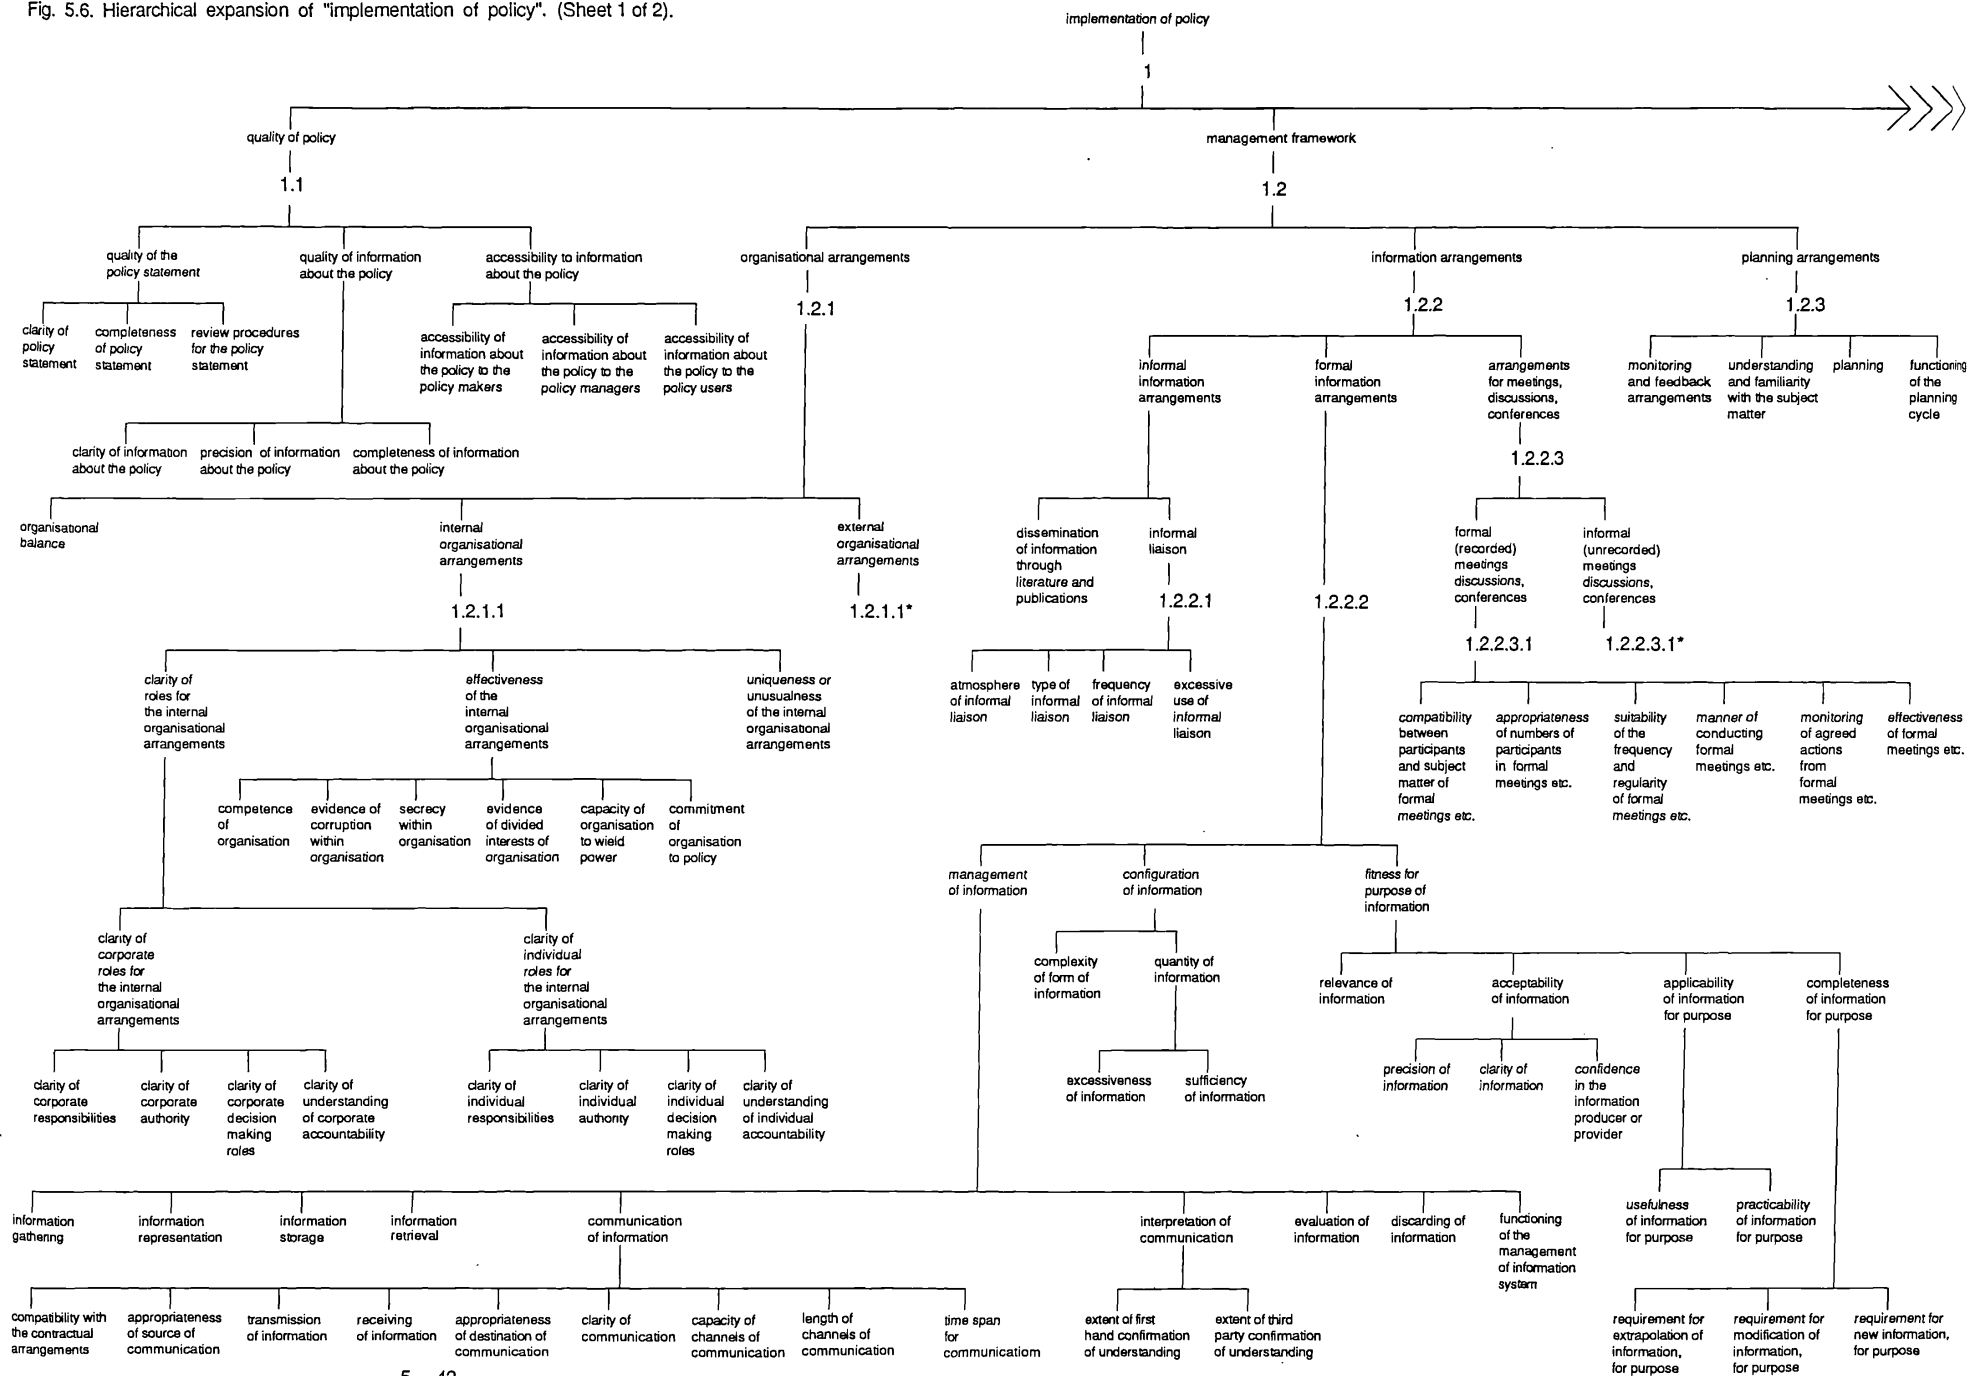 Fig. 5.6. Hierarchical expansion of "implementation of policy". (Sheet 1 of 2).
implementation of policy
1
quality of policy
management framework
1.1
1.2
quality of the
policy statement
quality of information
about the policy
accessibility to information
about the policy
organisational arrangements
information arrangements
planning arrangements
1.2.1
1.2.2
1.2.3
clarity of
policy
statement
completeness
of policy
statement
review procedures
for the policy
statement
accessibility of
information about
the policy to the
policy makers
accessibility of
information about
the policy to the
policy managers
accessibility of
information about
the policy to the
policy users
informal
information
arrangements
formal
information
arrangements
arrangements
for meetings,
discussions,
conferences
monitoring
and feedback
arrangements
understanding
and familiarity
with the subject
matter
planning
functioning
of the
planning
cycle
clarity of information
about the policy
precision of information
about the policy
completeness of information
about the policy
1.2.2.3
organisational
balance
internal
organisational
arrangements
external
organisational
arrangements
dissemination
of information
through
literature and
publications
informal
liaison
formal
(recorded)
meetings
discussions,
conferences
informal
(unrecorded)
meetings
discussions,
conferences
1.2.1.1
1.2.1.1*
1.2.2.1
1.2.2.2
1.2.2.3.1
1.2.2.3.1*
clarity of
roles for
the internal
organisational
arrangements
effectiveness
of the
internal
organisational
arrangements
uniqueness or
unusualness
of the internal
organisational
arrangements
atmosphere
of informal
liaison
type of
informal
liaison
frequency
of informal
liaison
excessive
use of
informal
liaison
compatibility
between
participants
and subject
matter of
formal
meetings etc.
appropriateness
of numbers of
participants
in formal
meetings etc.
suitability
of the
frequency
and
regularity
of formal
meetings etc.
manner of
conducting
formal
meetings etc.
monitoring
of agreed
actions
from
formal
meetings etc.
effectiveness
of formal
meetings etc.
competence
of
organisation
evidence of
corruption
within
organisation
secrecy
within
organisation
evidence
of divided
interests of
organisation
capacity of
organisation
to wield
power
commitment
of
organisation
to policy
management
of information
configuration
of information
fitness for
purpose of
information
clarity of
corporate
roles for
the internal
organisational
arrangements
clarity of
individual
roles for
the internal
organisational
arrangements
complexity
of form of
information
quantity of
information
relevance of
information
acceptability
of information
applicability
of information
for purpose
completeness
of information
for purpose
clarity of
corporate
responsibilities
clarity of
corporate
authority
clarity of
corporate
decision
making
roles
clarity of
understanding
of corporate
accountability
clarity of
individual
responsibilities
clarity of
individual
authority
clarity of
individual
decision
making
roles
clarity of
understanding
of individual
accountability
excessiveness
of information
sufficiency
of information
precision of
information
clarity of
information
confidence
in the
information
producer or
provider
usefulness
of information
for purpose
practicability
of information
for purpose
information
gathering
information
representation
information
storage
information
retrieval
communication
of information
interpretation of
communication
evaluation of
information
discarding of
information
functioning
of the
management
of information
system
compatibility with
the contractual
arrangements
appropriateness
of source of
communication
transmission
of information
receiving
of information
appropriateness
of destination of
communication
clarity of
communication
capacity of
channels of
communication
length of
channels of
communication
time span
for
communicatiom
extent of first
hand confirmation
of understanding
extent of third
party confirmation
of understanding
requirement for
extrapolation of
information,
for purpose
requirement for
modification of
information,
for purpose
requirement for
new information,
for purpose